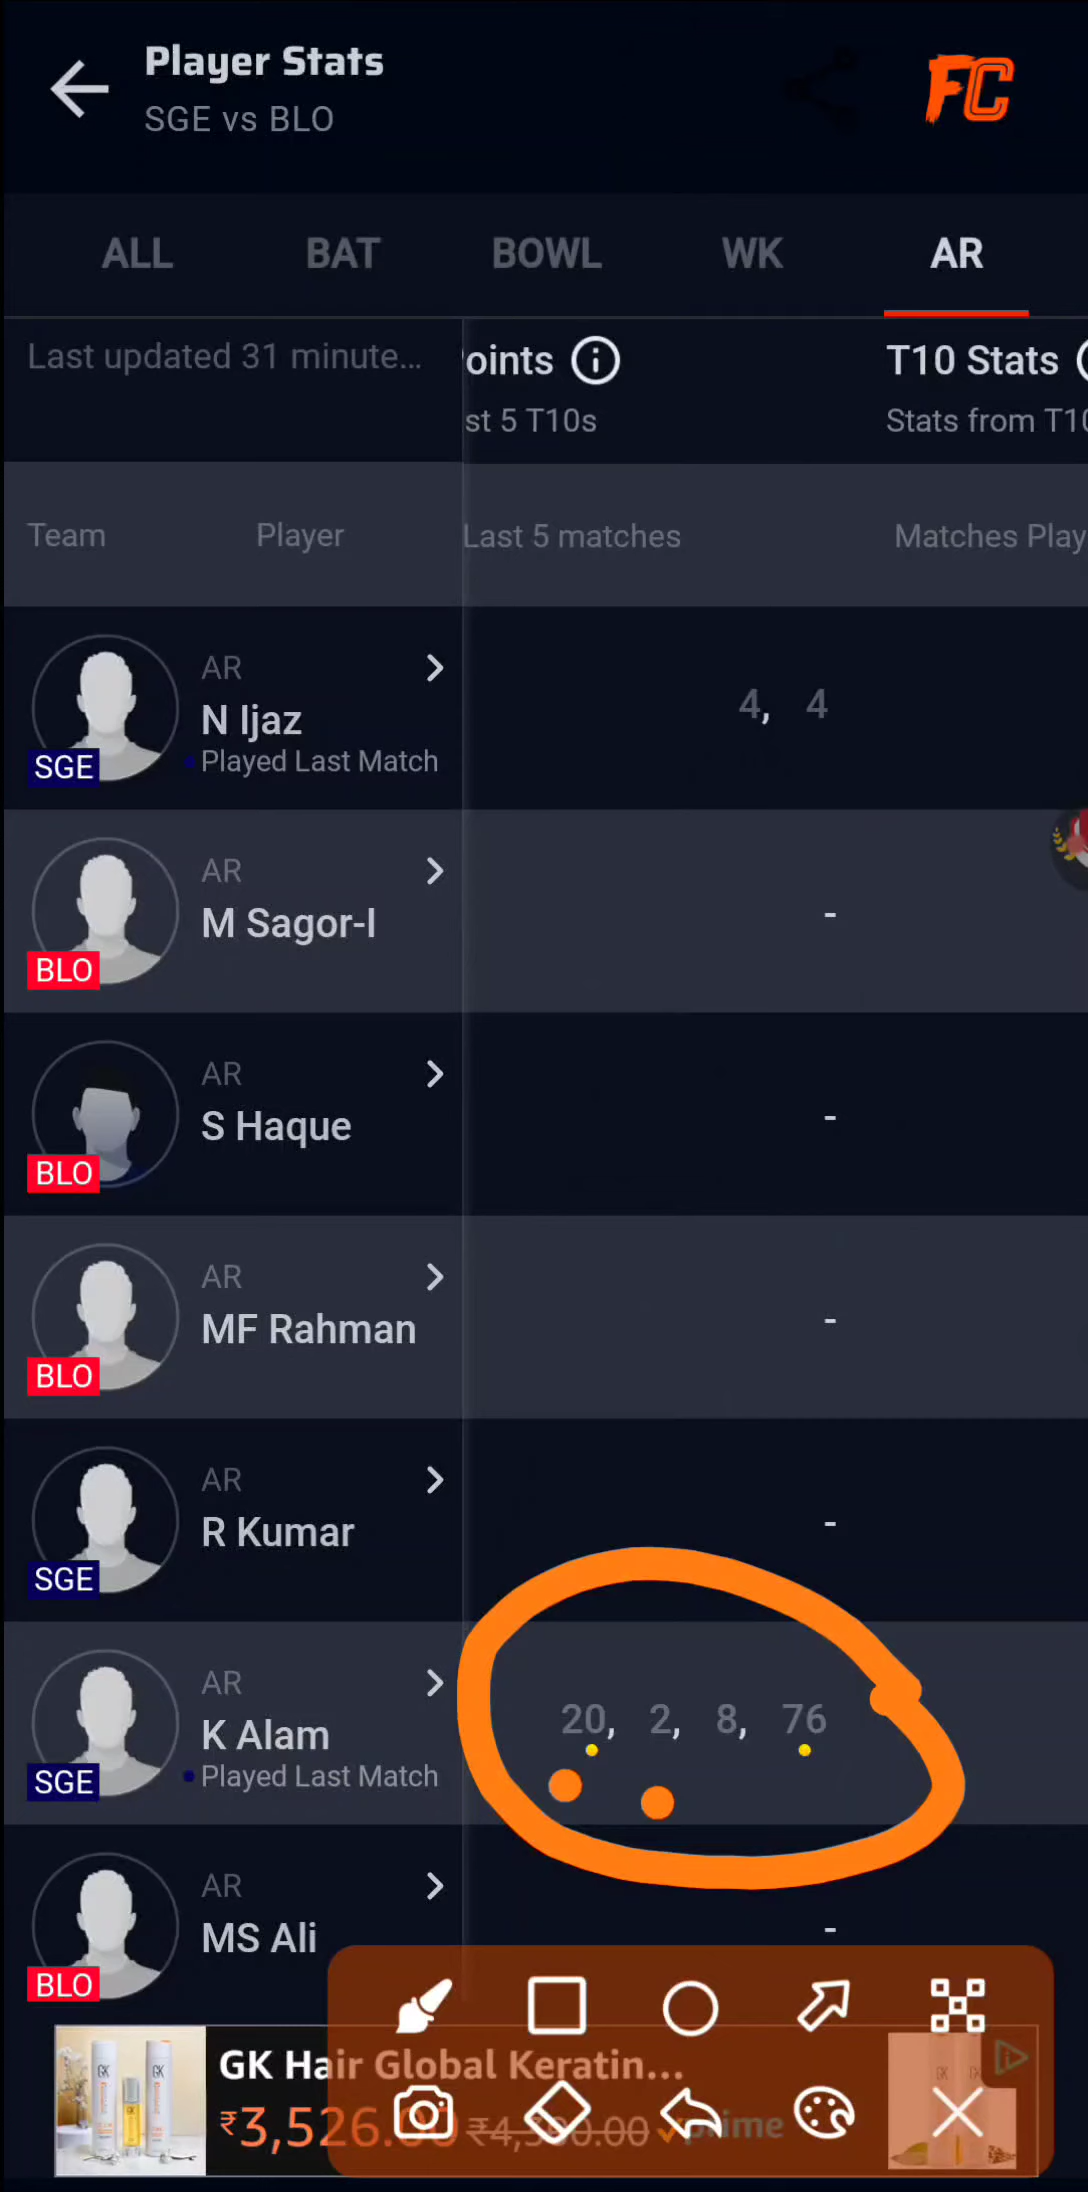 Player Stats
SGE vs BLO
FC
ALL BAT BOWL WK AR
Last updated 31 minute...
oints
T10 Stats
st 5 T10s
Stats from T10
Team Player Last 5 matches Matches Play
AR
N Ijaz
Played Last Match
SGE
4, 4
AR
M Sagor-I
BLO
-
AR
S Haque
BLO
-
AR
MF Rahman
BLO
-
AR
R Kumar
SGE
-
AR
K Alam
Played Last Match
SGE
20, 2, 8, 76
AR
MS Ali
BLO
-
GK Hair Global Keratin...
₹3,526.00
prime